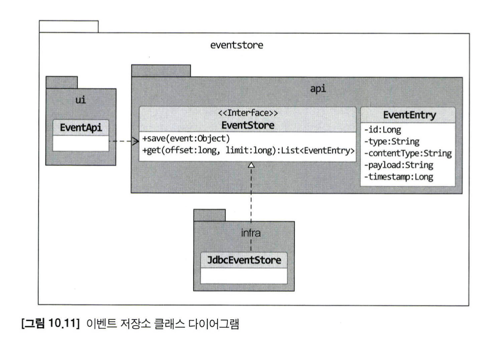 eventstore
ui
EventApi
api
<<Interface>>
EventStore
+save(event:Object)
+get(offset:long, limit:long):List<EventEntry>
EventEntry
-id:Long
-type:String
-contentType:String
-payload:String
-timestamp:Long
infra
JdbcEventStore
[그림 10.11] 이벤트 저장소 클래스 다이어그램